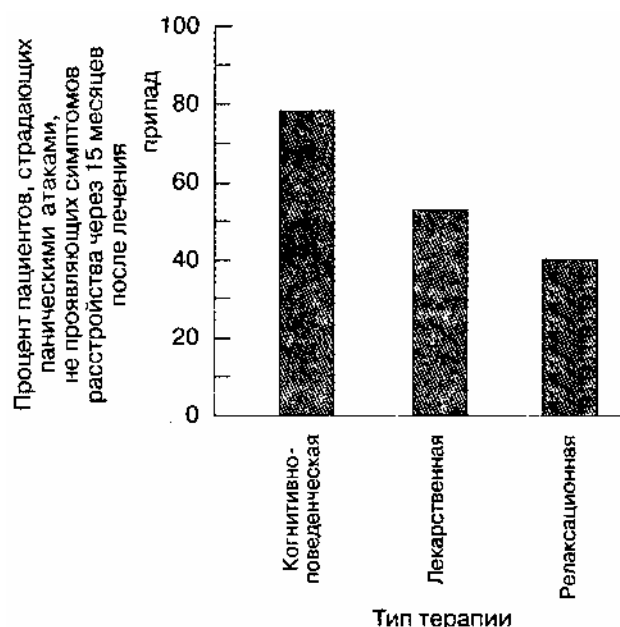 Процент пациентов, страдающих
паническими атаками,
не проявляющих симптомов
расстройства через 15 месяцев
после лечения
припад
100
80
60
40
20
0
Когнитивно-
поведенческая
Лекарственная
Релаксационная
Тип терапии